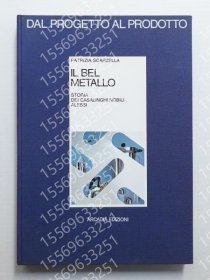 DAL PROGETTO AL PRODOTTO
PATRIZIA SCARZELLA
IL BEL
METALLO
STORIA
DEI CASALINGHI NOBILI
ALESSI
ARCADIA EDIZIONI
15569633251
15569633251
15569633251
15569633251
15569633251
15569633251